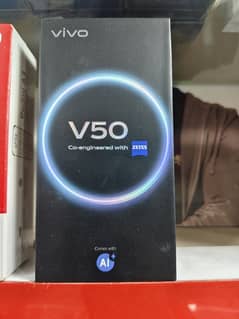 vivo
V50
Co-engineered with ZEISS
Comes with
AI